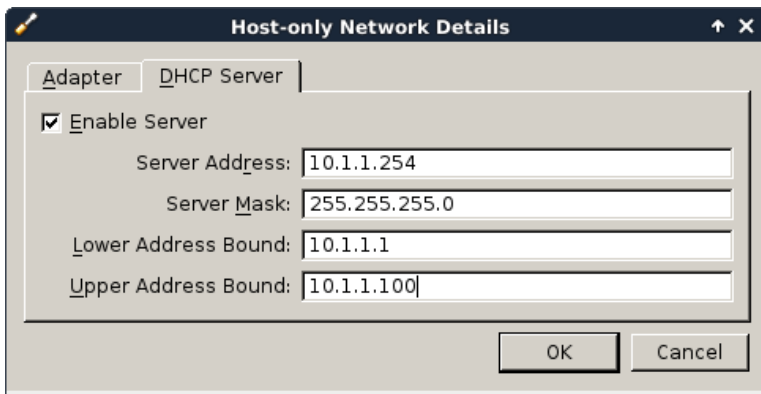 Host-only Network Details
Adapter DHCP Server
Enable Server
Server Address: 10.1.1.254
Server Mask: 255.255.255.0
Lower Address Bound: 10.1.1.1
Upper Address Bound: 10.1.1.100
OK Cancel